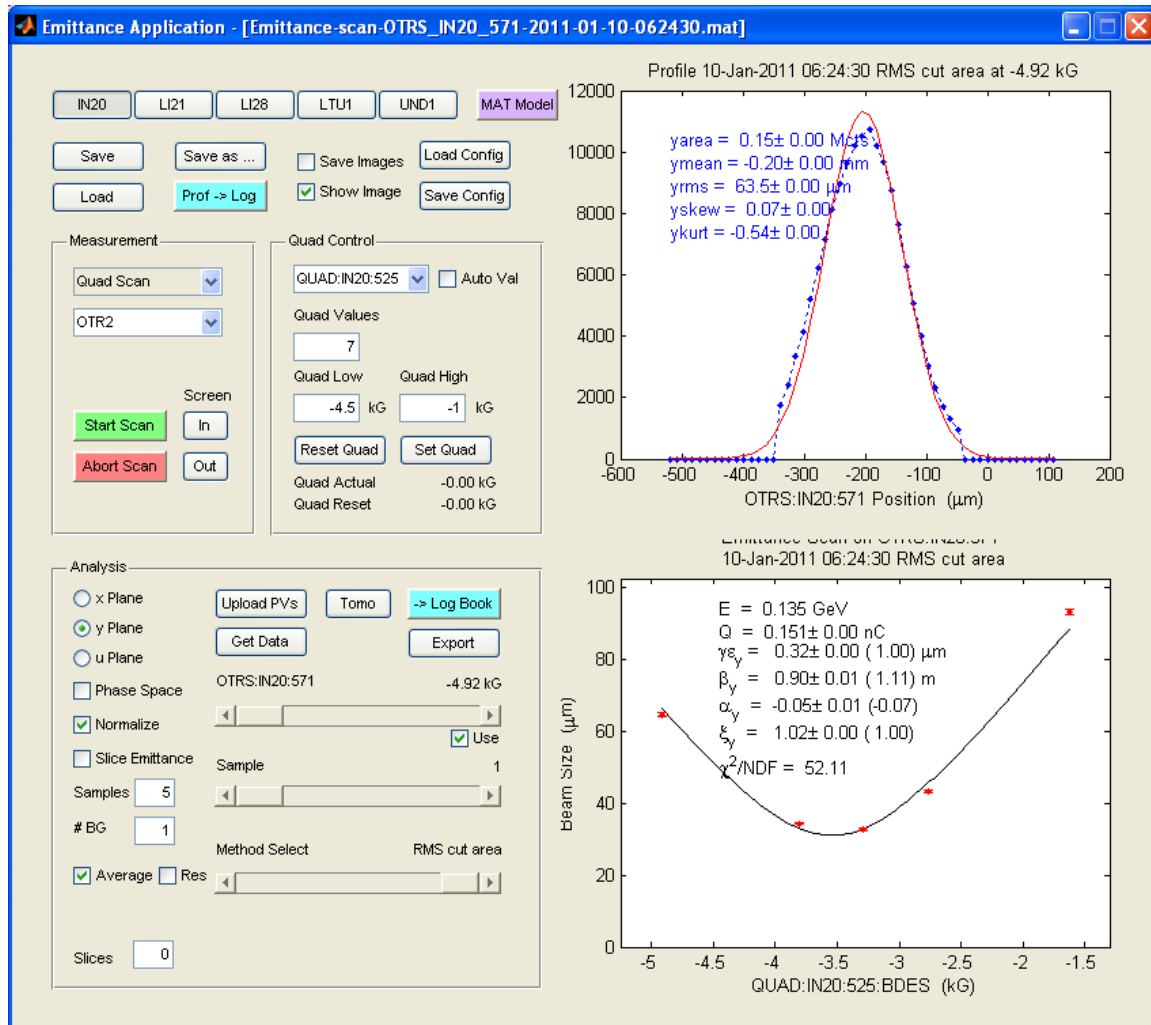 Emittance Application - [Emittance-scan-OTRS_IN20_571-2011-01-10-062430.mat]
IN20
LI21
LI28
LTU1
UND1
MAT Model
Save
Save as ...
Save Images
Load Config
Load
Prof -> Log
Show Image
Save Config
Measurement
Quad Scan
OTR2
Screen
Start Scan
In
Abort Scan
Out
Quad Control
QUAD:IN20:525
Auto Val
Quad Values
7
Quad Low
Quad High
-4.5 kG
-1 kG
Reset Quad
Set Quad
Quad Actual -0.00 kG
Quad Reset -0.00 kG
Analysis
x Plane
y Plane
u Plane
Phase Space
Normalize
Slice Emittance
Samples 5
# BG 1
Average
Res
Slices 0
Upload PVs
Tomo
-> Log Book
Get Data
Export
OTRS:IN20:571 -4.92 kG
Use
Sample 1
Method Select RMS cut area
Profile 10-Jan-2011 06:24:30 RMS cut area at -4.92 kG
12000
10000
8000
6000
4000
2000
0
yarea = 0.15± 0.00 Mcts
ymean = -0.20± 0.00 mm
yrms = 63.5± 0.00 μm
yskew = 0.07± 0.00
ykurt = -0.54± 0.00
-600 -500 -400 -300 -200 -100 0 100 200
OTRS:IN20:571 Position (μm)
Emittance Scan on OTRS:IN20:571
10-Jan-2011 06:24:30 RMS cut area
100
80
60
40
20
0
Beam Size (μm)
E = 0.135 GeV
Q = 0.151± 0.00 nC
γε_y = 0.32± 0.00 ( 1.00) μm
β_y = 0.90± 0.01 ( 1.11) m
α_y = -0.05± 0.01 (-0.07)
ξ_y = 1.02± 0.00 ( 1.00)
χ²/NDF = 52.11
-5 -4.5 -4 -3.5 -3 -2.5 -2 -1.5
QUAD:IN20:525:BDES (kG)